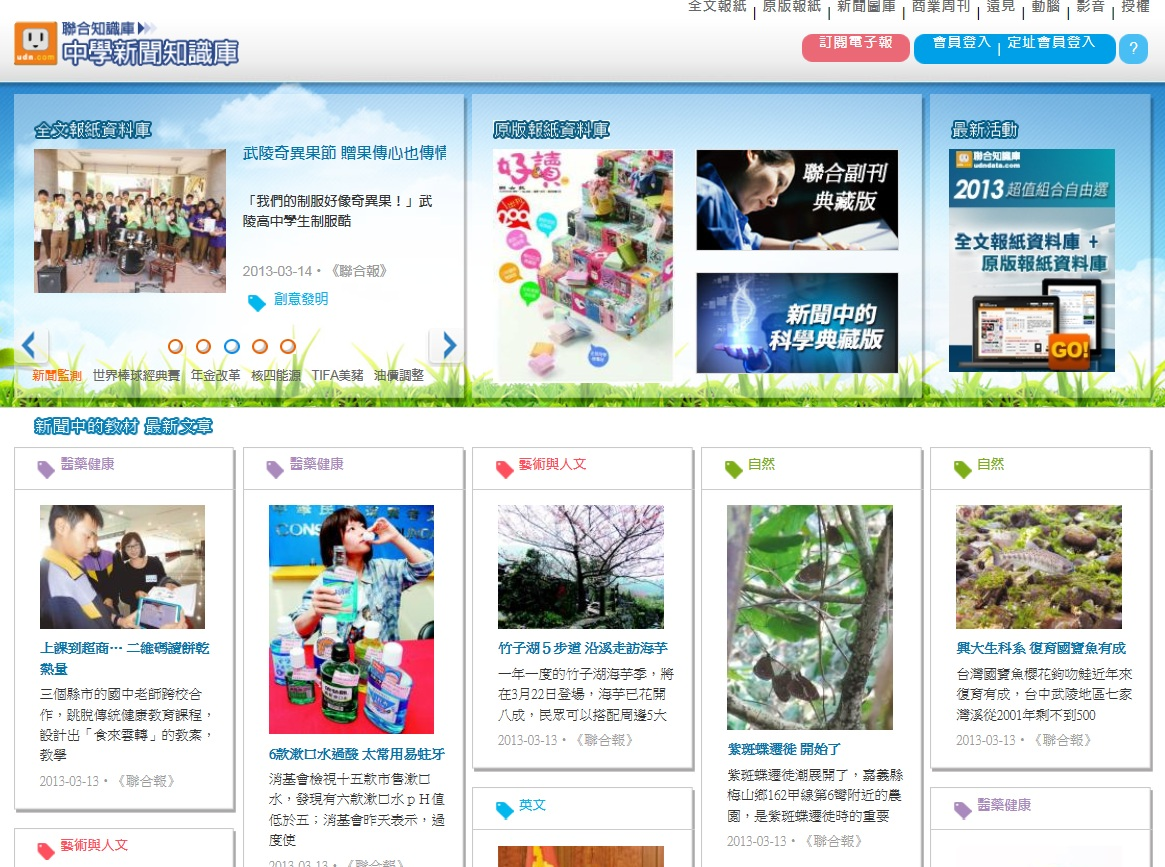 全文報紙 | 原版報紙 | 新聞圖庫 | 商業周刊 | 遠見 | 動腦 | 影音 | 授權
聯合知識庫
udn.com
中學新聞知識庫
訂閱電子報
會員登入 | 定址會員登入
?
全文報紙資料庫
武陵奇異果節 贈果傳心也傳情
「我們的制服好像奇異果！」武
陵高中學生制服酷
2013-03-14・《聯合報》
創意發明
新聞監測 世界棒球經典賽 年金改革 核四能源 TIFA美豬 油價調整
原版報紙資料庫
好讀
聯合副刊
典藏版
新聞中的
科學典藏版
最新活動
聯合知識庫
udndata.com
2013 超值組合自由選
全文報紙資料庫 +
原版報紙資料庫
GO!
新聞中的教材 最新文章
醫藥健康
上課到超商… 二維碼讀餅乾
熱量
三個縣市的國中老師跨校合
作，跳脫傳統健康教育課程，
設計出「食來雲轉」的教案，
教學
2013-03-13・《聯合報》
藝術與人文
醫藥健康
CONS
6款漱口水過酸 太常用易蛀牙
消基會檢視十五款市售漱口
水，發現有六款漱口水ｐＨ值
低於五；消基會昨天表示，過
度使
2013-03-13・《聯合報》
藝術與人文
竹子湖５步道 沿溪走訪海芋
一年一度的竹子湖海芋季，將
在3月22日登場，海芋已花開
八成，民眾可以搭配周邊5大
2013-03-13・《聯合報》
英文
自然
紫斑蝶遷徙 開始了
紫斑蝶遷徙潮展開了，嘉義縣
梅山鄉162甲線第6彎附近的農
園，是紫斑蝶遷徙時的重要
2013-03-13・《聯合報》
自然
興大生科系 復育國寶魚有成
台灣國寶魚櫻花鉤吻鮭近年來
復育有成，台中武陵地區七家
灣溪從2001年剩不到500
2013-03-13・《聯合報》
醫藥健康